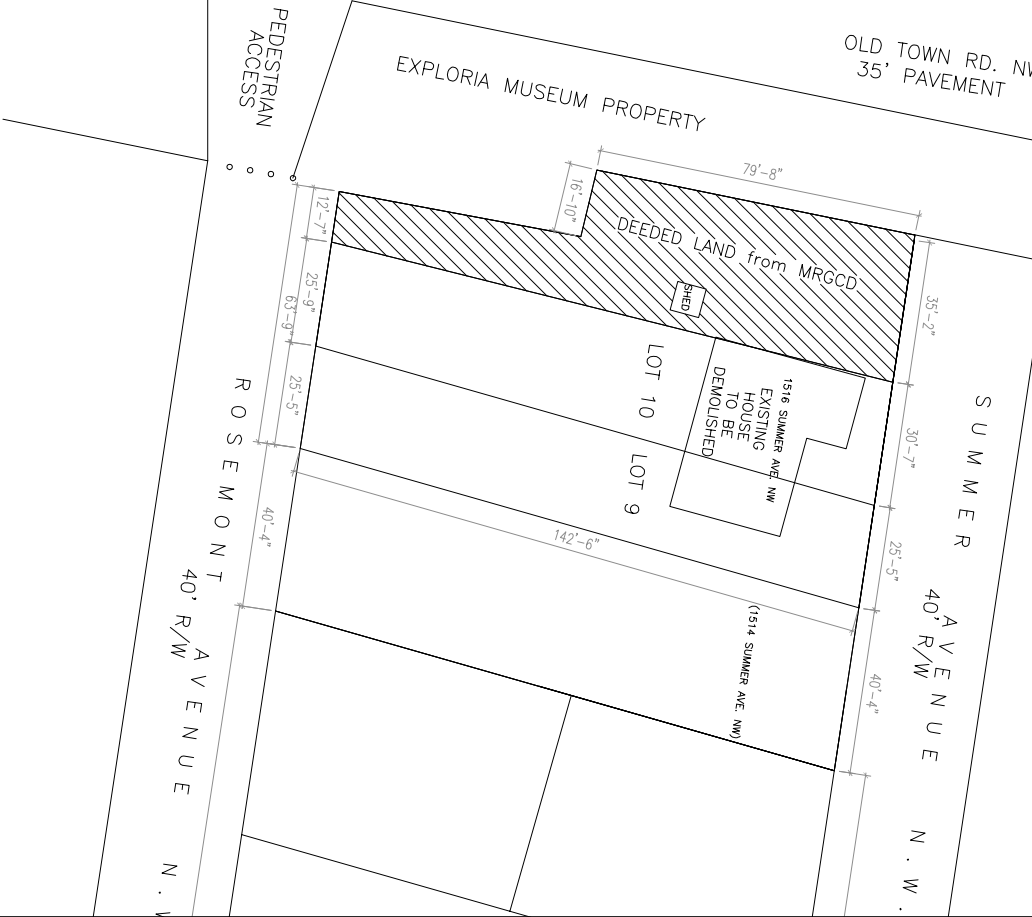 OLD TOWN RD. NW
35' PAVEMENT
PEDESTRIAN
ACCESS
EXPLORIA MUSEUM PROPERTY
79'-8"
16'-10"
DEEDED LAND from MRGCD
SHED
12'-7"
25'-9"
63'-9"
25'-5"
40'-4"
35'-2"
30'-7"
25'-5"
40'-4"
LOT 10
LOT 9
1516 SUMMER AVE. NW
EXISTING
HOUSE
TO BE
DEMOLISHED
142'-6"
(1514 SUMMER AVE. NW)
ROSEMONT AVENUE N.W
40' R/W
SUMMER AVENUE N.W.
40' R/W